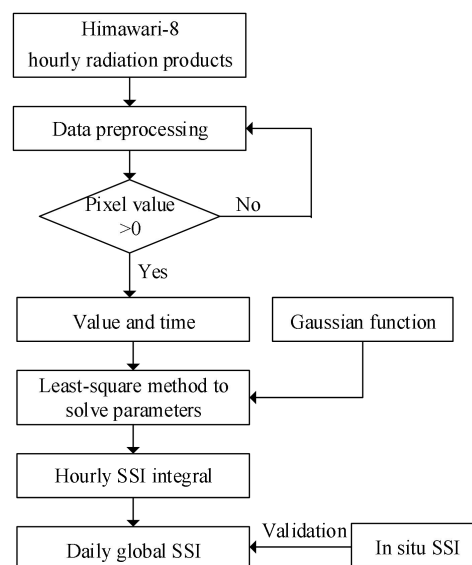 Himawari-8
hourly radiation products
Data preprocessing
Pixel value
>0
No
Yes
Value and time
Gaussian function
Least-square method to
solve parameters
Hourly SSI integral
Validation
Daily global SSI
In situ SSI